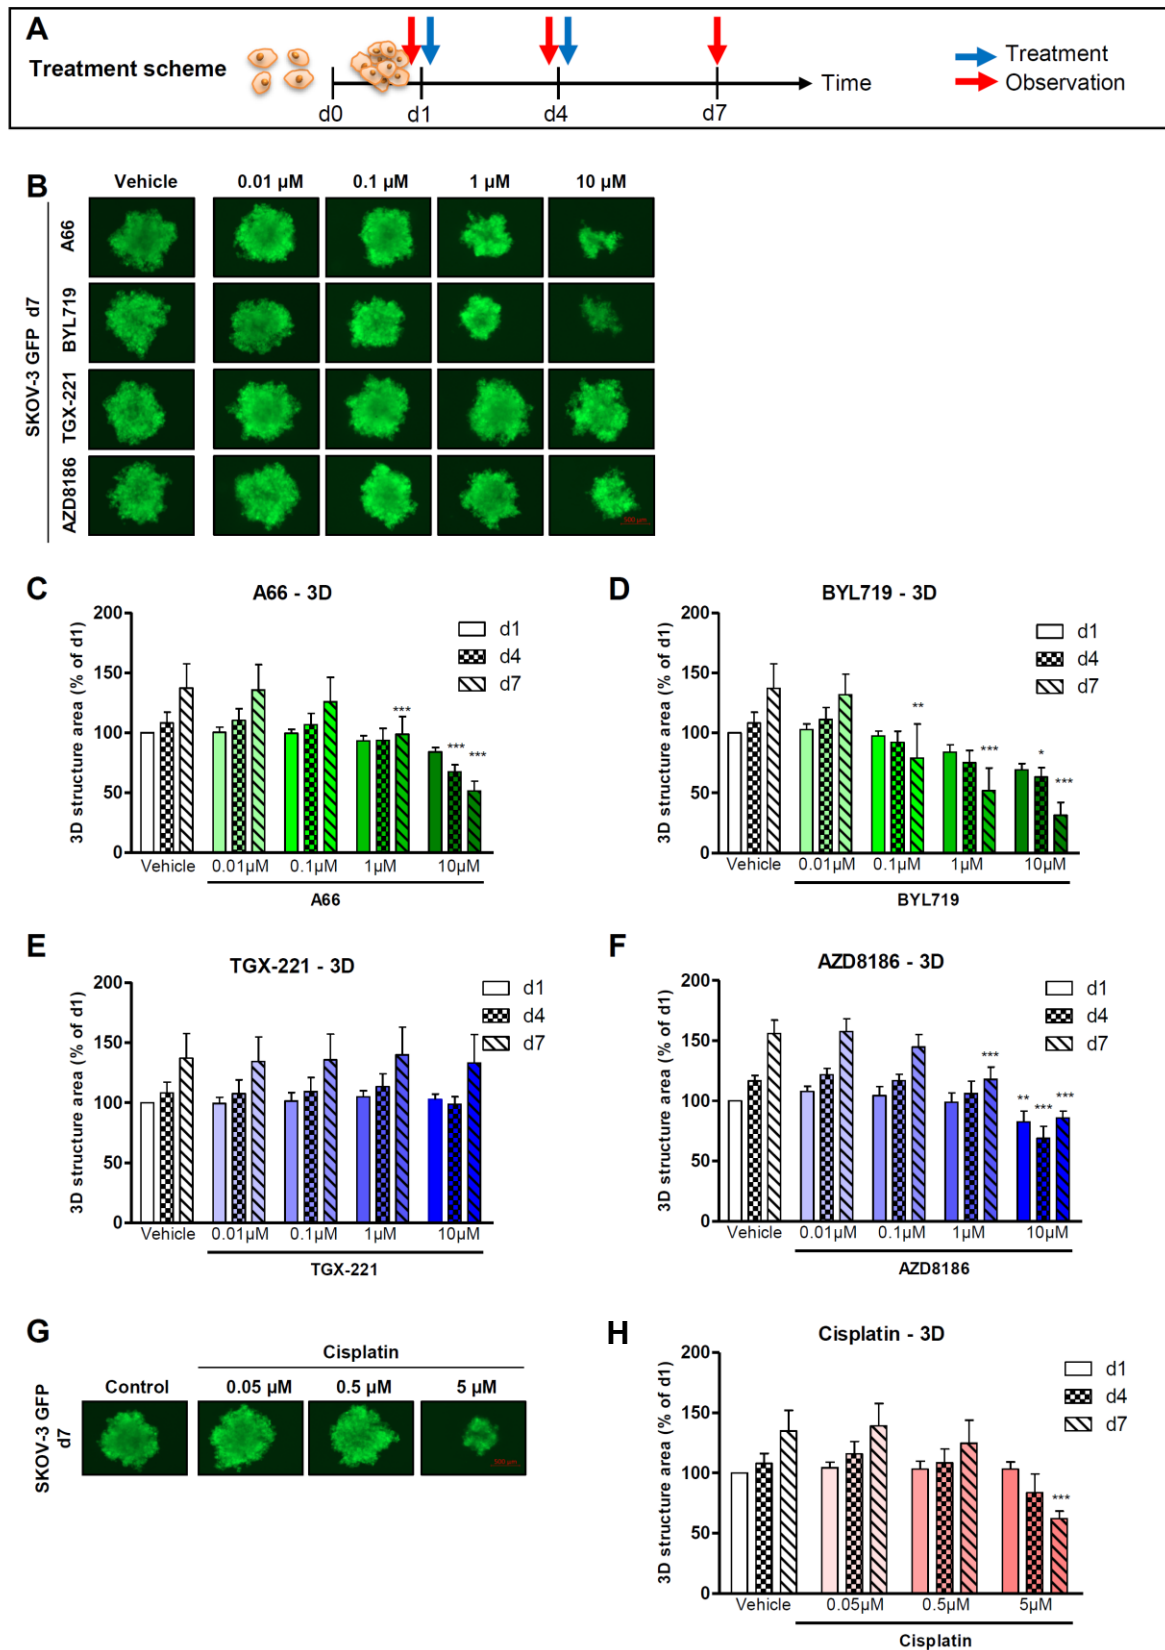 A
Treatment scheme
d0
d1
d4
d7
Time
Treatment
Observation
B
Vehicle 0.01 µM 0.1 µM 1 µM 10 µM
SKOV-3 GFP d7
A66
BYL719
TGX-221
AZD8186
500 µm
C
A66 - 3D
3D structure area (% of d1)
200
150
100
50
0
d1
d4
d7
***
*** ***
Vehicle 0.01µM 0.1µM 1µM 10µM
A66
D
BYL719 - 3D
3D structure area (% of d1)
200
150
100
50
0
d1
d4
d7
**
***
* ***
Vehicle 0.01µM 0.1µM 1µM 10µM
BYL719
E
TGX-221 - 3D
3D structure area (% of d1)
200
150
100
50
0
d1
d4
d7
Vehicle 0.01µM 0.1µM 1µM 10µM
TGX-221
F
AZD8186 - 3D
3D structure area (% of d1)
200
150
100
50
0
d1
d4
d7
***
** *** ***
Vehicle 0.01µM 0.1µM 1µM 10µM
AZD8186
G
Cisplatin
Control 0.05 µM 0.5 µM 5 µM
SKOV-3 GFP
d7
500 µm
H
Cisplatin - 3D
3D structure area (% of d1)
200
150
100
50
0
d1
d4
d7
***
Vehicle 0.05µM 0.5µM 5µM
Cisplatin